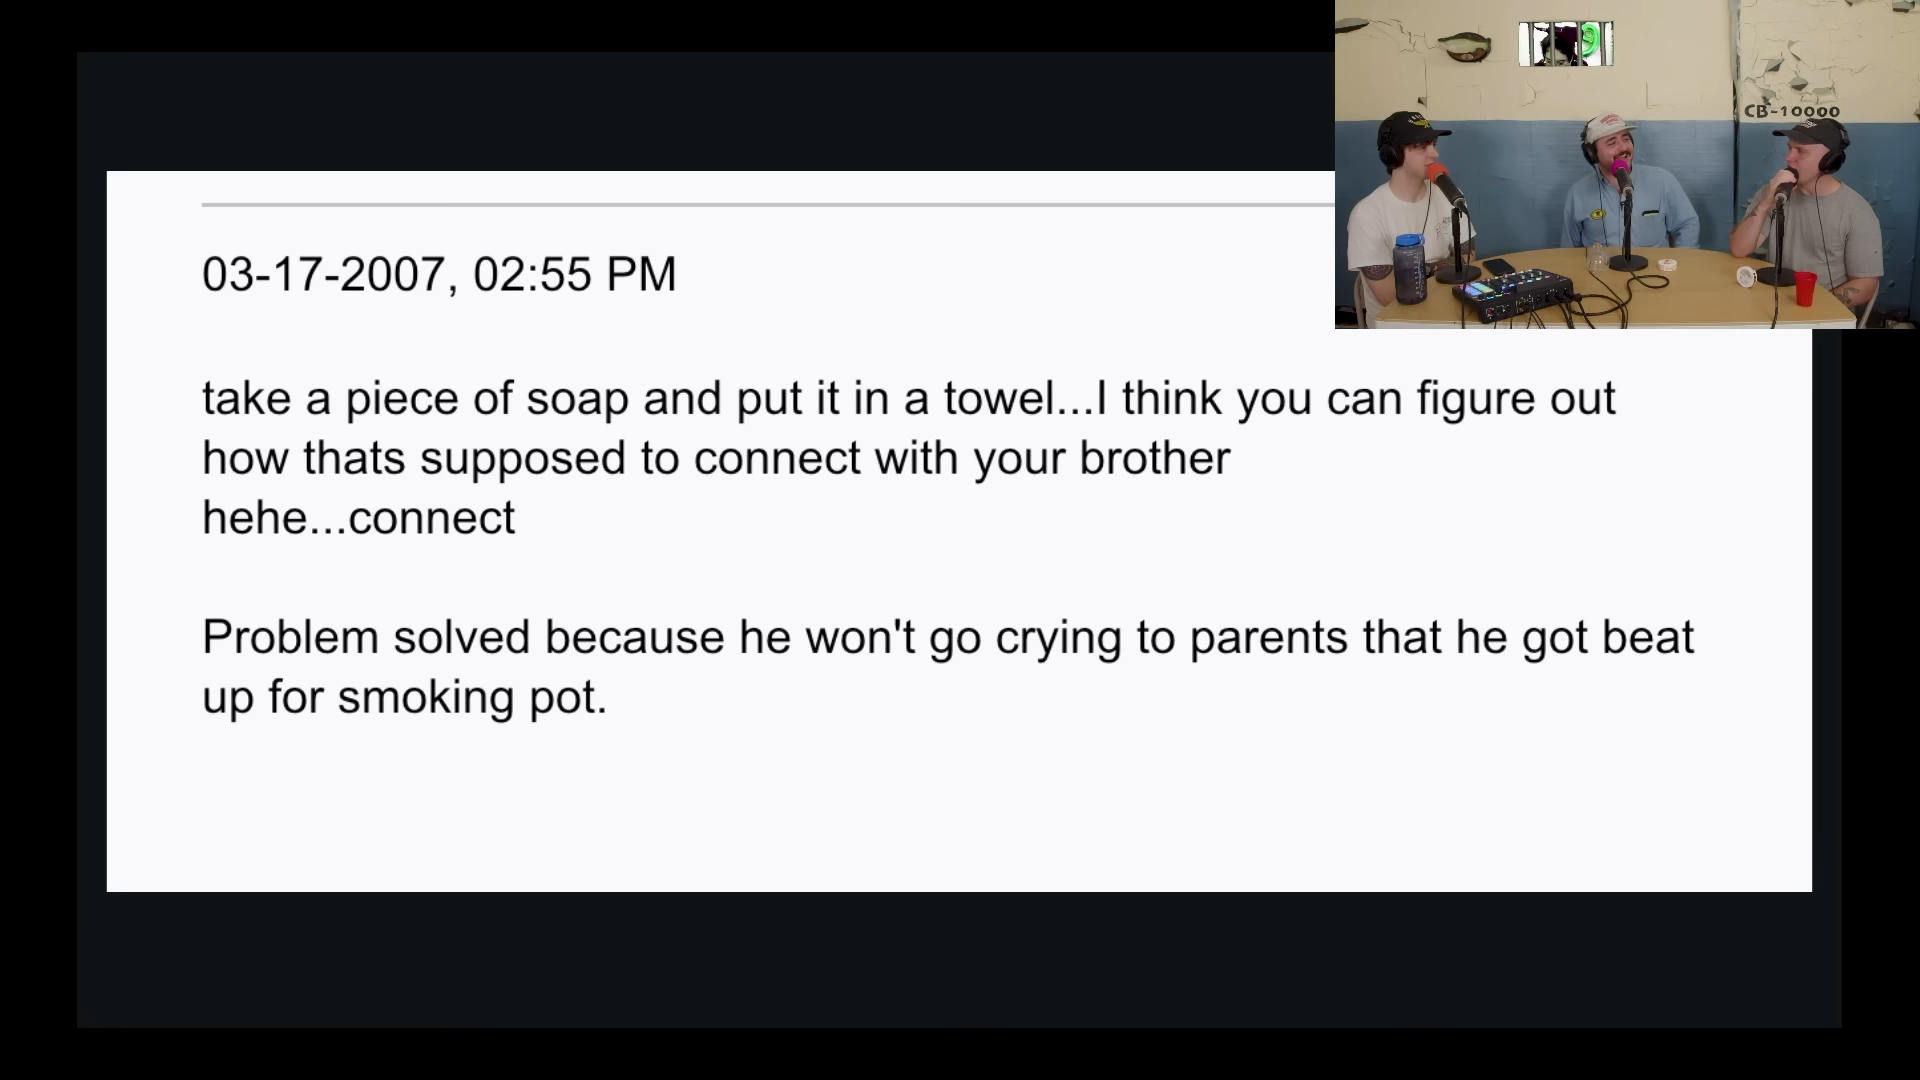 03-17-2007, 02:55 PM
take a piece of soap and put it in a towel...I think you can figure out
how thats supposed to connect with your brother
hehe...connect
Problem solved because he won't go crying to parents that he got beat
up for smoking pot.
CB-10000